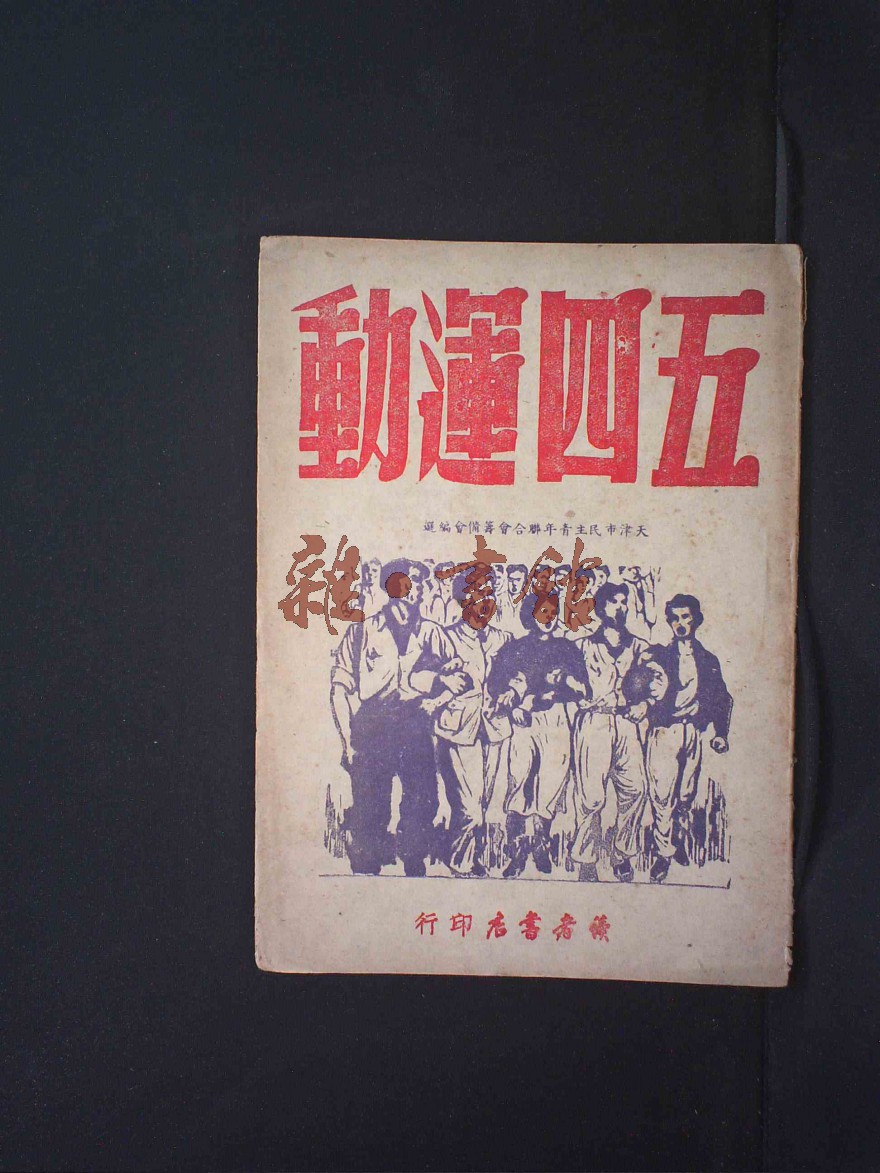 五四運動
天津市民主青年聯合會籌備會編選
雜·書館
讀者書店印行